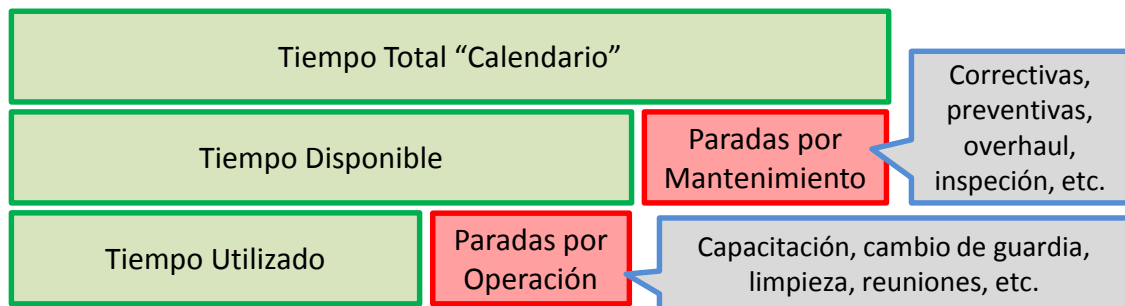 Tiempo Total “Calendario”
Correctivas,
preventivas,
overhaul,
inspeción, etc.
Tiempo Disponible
Paradas por
Mantenimiento
Tiempo Utilizado
Paradas por
Operación
Capacitación, cambio de guardia,
limpieza, reuniones, etc.